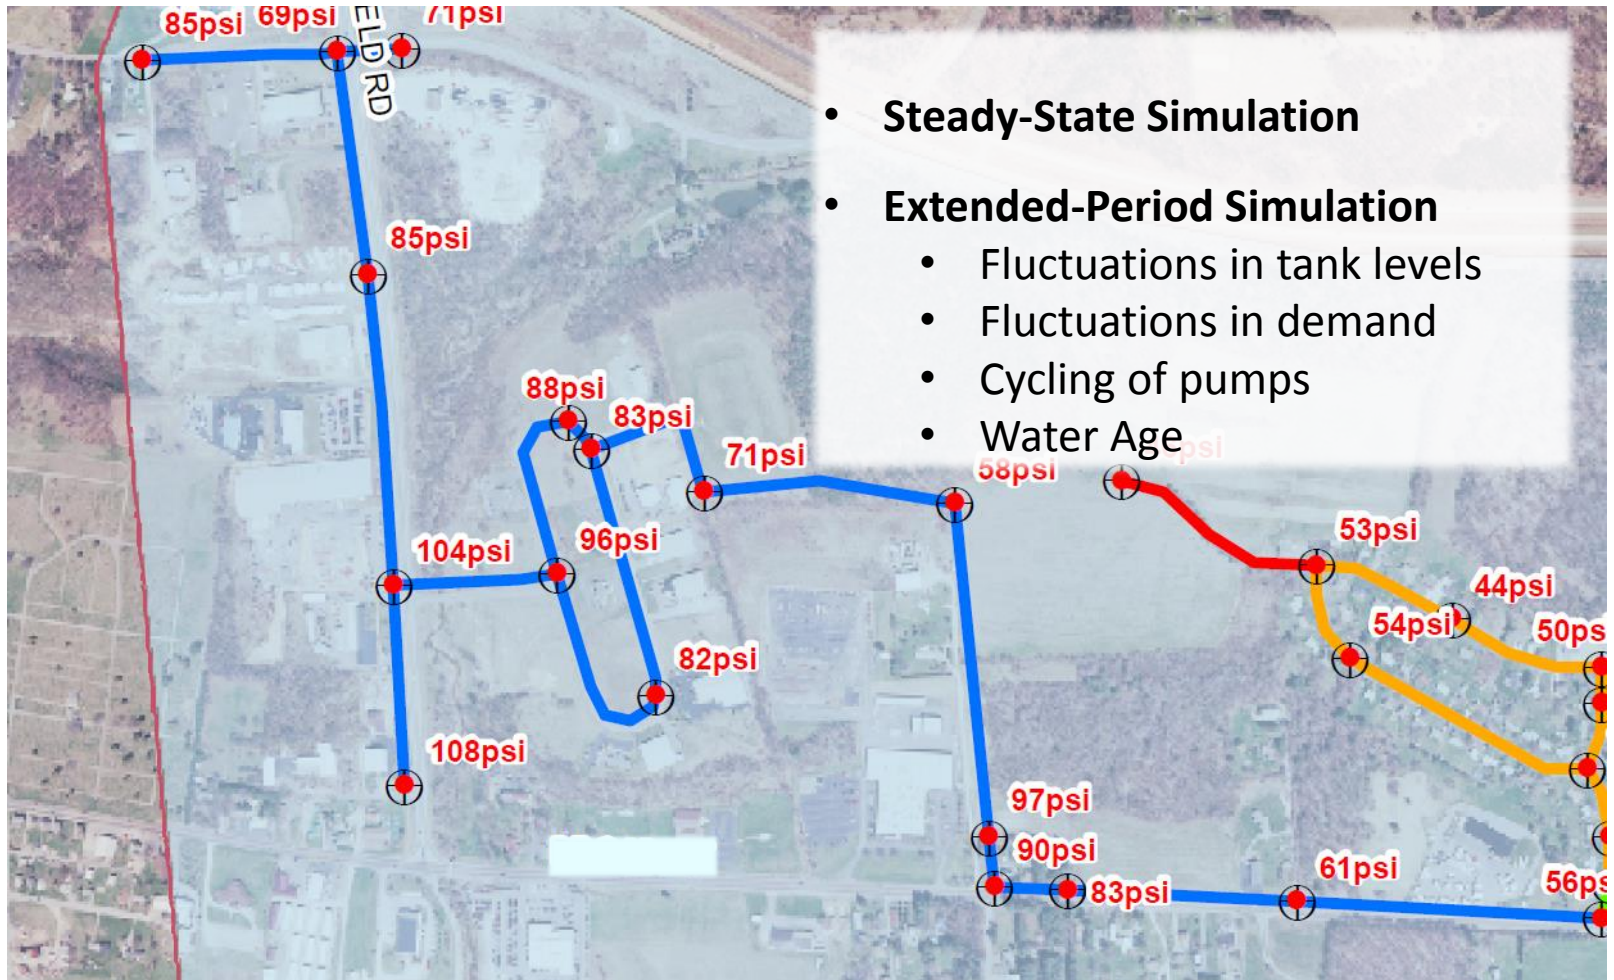 85psi
69psi
71psi
ELD RD
• Steady-State Simulation
• Extended-Period Simulation
• Fluctuations in tank levels
• Fluctuations in demand
• Cycling of pumps
• Water Age
85psi
88psi
83psi
71psi
58psi
104psi
96psi
53psi
44psi
54psi
50ps
82psi
108psi
97psi
90psi
83psi
61psi
56ps